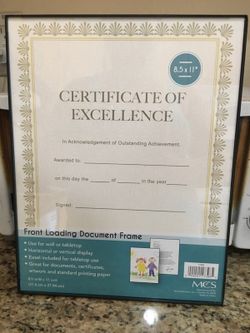 8.5 x 11"
CERTIFICATE OF
EXCELLENCE
In Acknowledgement of Outstanding Achievement.
Awarded to:
on this day the of in the year
Signed
Front Loading Document Frame
• Use for wall or tabletop
• Horizontal or vertical display
• Easel included for tabletop use
• Great for documents, certificates,
artwork and standard printing paper
MCS